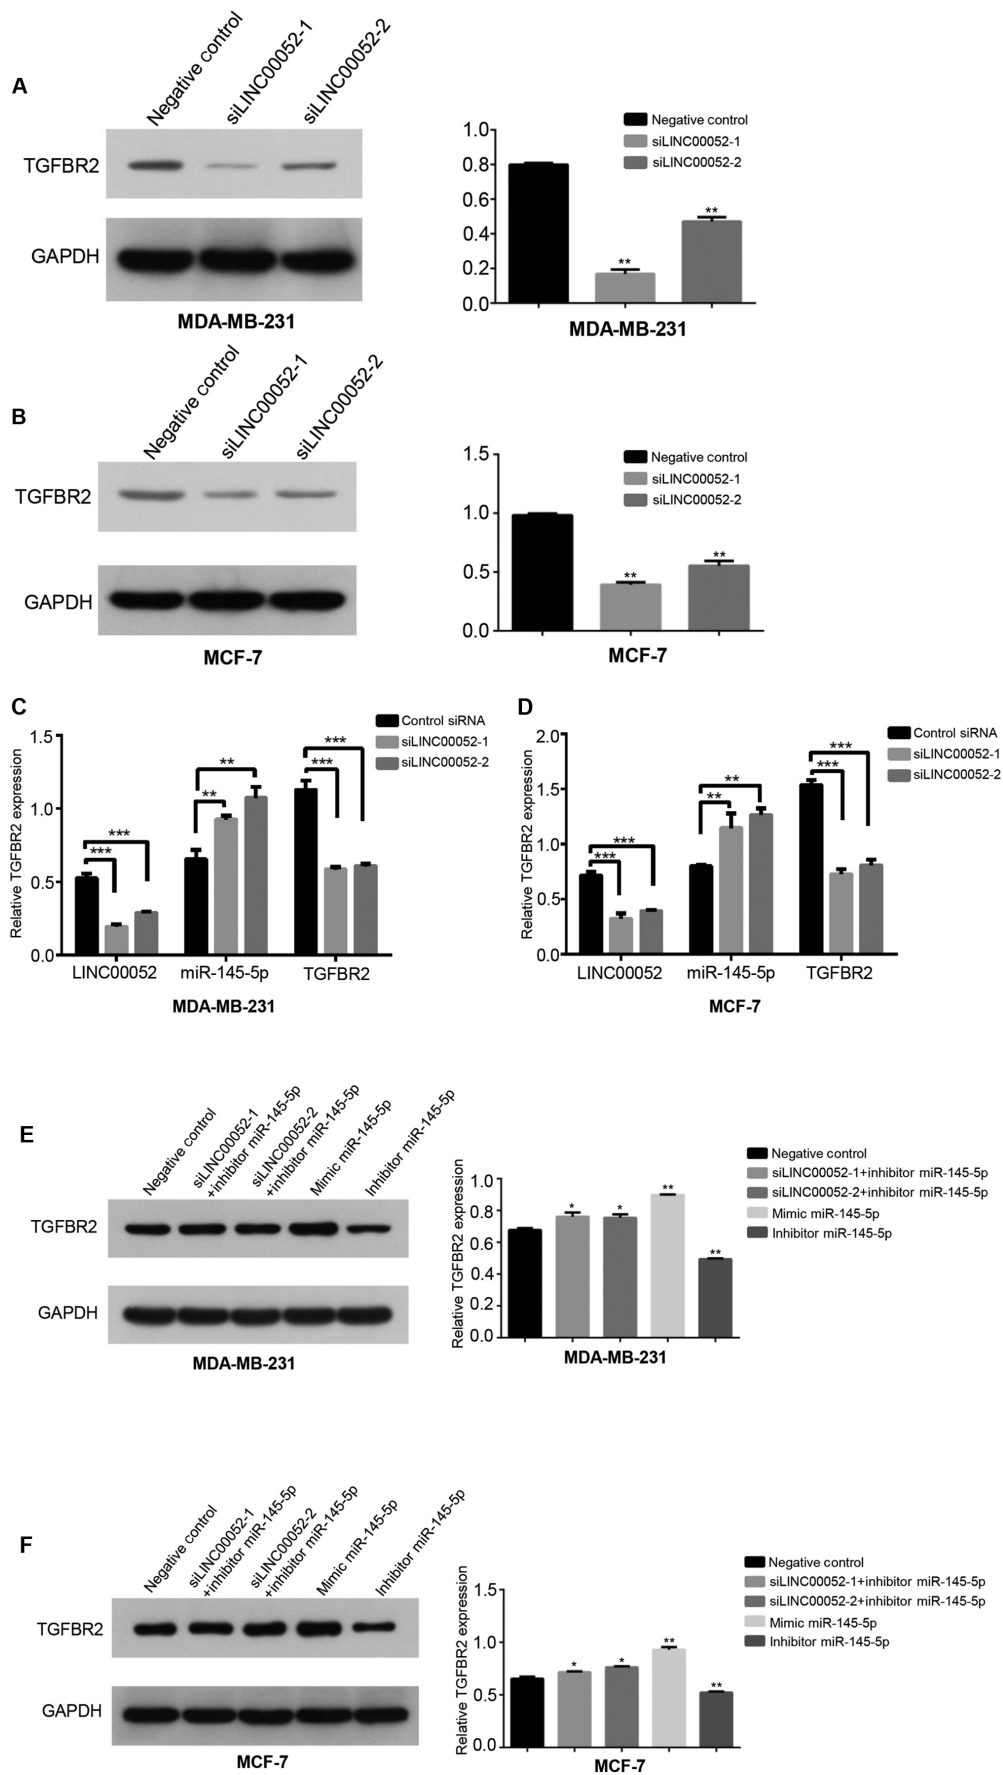 A
Negative control
siLINC00052-1
siLINC00052-2
TGFBR2
GAPDH
MDA-MB-231
Negative control
siLINC00052-1
siLINC00052-2
1.0
0.8
0.6
0.4
0.2
0.0
**
**
MDA-MB-231
B
Negative control
siLINC00052-1
siLINC00052-2
TGFBR2
GAPDH
MCF-7
Negative control
siLINC00052-1
siLINC00052-2
1.5
1.0
0.5
0.0
**
**
MCF-7
C
Control siRNA
siLINC00052-1
siLINC00052-2
Relative TGFBR2 expression
1.5
1.0
0.5
0.0
***
***
**
**
***
***
LINC00052
miR-145-5p
TGFBR2
MDA-MB-231
D
Control siRNA
siLINC00052-1
siLINC00052-2
Relative TGFBR2 expression
2.0
1.5
1.0
0.5
0.0
***
***
**
**
***
***
LINC00052
miR-145-5p
TGFBR2
MCF-7
E
Negative control
siLINC00052-1
+inhibitor miR-145-5p
siLINC00052-2
+inhibitor miR-145-5p
Mimic miR-145-5p
Inhibitor miR-145-5p
TGFBR2
GAPDH
MDA-MB-231
Negative control
siLINC00052-1+inhibitor miR-145-5p
siLINC00052-2+inhibitor miR-145-5p
Mimic miR-145-5p
Inhibitor miR-145-5p
Relative TGFBR2 expression
1.0
0.8
0.6
0.4
0.2
0.0
*
*
**
**
MDA-MB-231
F
Negative control
siLINC00052-1
+inhibitor miR-145-5p
siLINC00052-2
+inhibitor miR-145-5p
Mimic miR-145-5p
Inhibitor miR-145-5p
TGFBR2
GAPDH
MCF-7
Negative control
siLINC00052-1+inhibitor miR-145-5p
siLINC00052-2+inhibitor miR-145-5p
Mimic miR-145-5p
Inhibitor miR-145-5p
Relative TGFBR2 expression
1.5
1.0
0.5
0.0
*
*
**
**
MCF-7